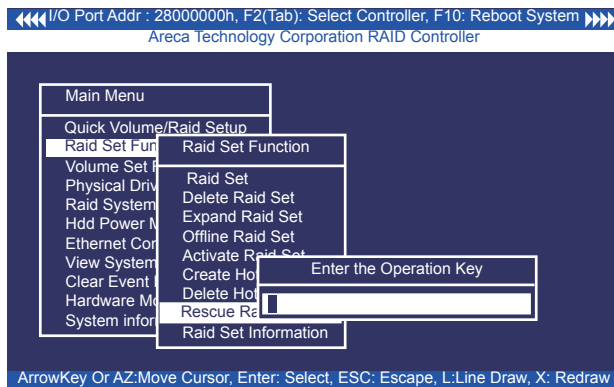 I/O Port Addr : 28000000h, F2(Tab): Select Controller, F10: Reboot System
Areca Technology Corporation RAID Controller
Main Menu
Quick Volume/Raid Setup
Raid Set Fun
Volume Set F
Physical Driv
Raid System
Hdd Power M
Ethernet Con
View System
Clear Event
Hardware Mo
System infor
Raid Set Function
Raid Set
Delete Raid Set
Expand Raid Set
Offline Raid Set
Activate Raid Set
Create Hot
Delete Hot
Rescue Ra
Raid Set Information
Enter the Operation Key
ArrowKey Or AZ:Move Cursor, Enter: Select, ESC: Escape, L:Line Draw, X: Redraw